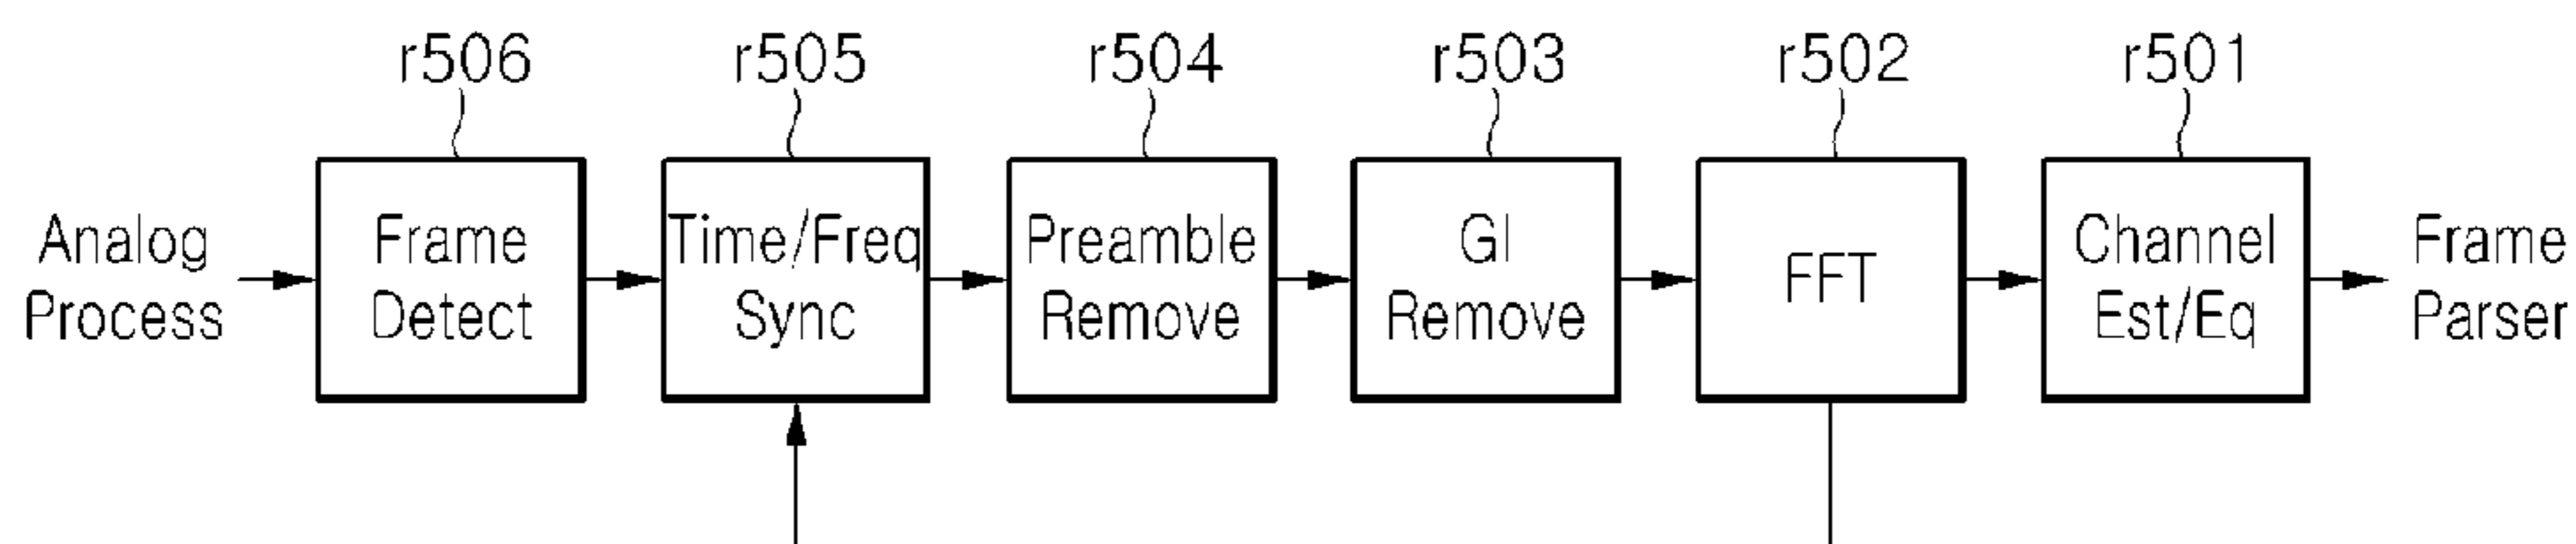 r506
r505
r504
r503
r502
r501
Analog
Process
Frame
Detect
Time/Freq
Sync
Preamble
Remove
GI
Remove
FFT
Channel
Est/Eq
Frame
Parser